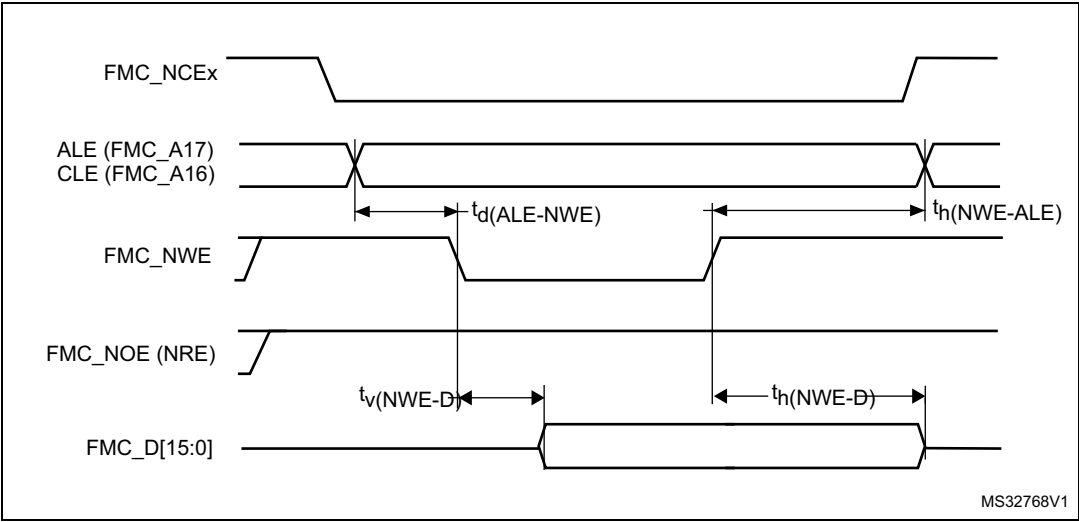 FMC_NCEx
ALE (FMC_A17)
CLE (FMC_A16)
td(ALE-NWE)
th(NWE-ALE)
FMC_NWE
FMC_NOE (NRE)
tv(NWE-D)
th(NWE-D)
FMC_D[15:0]
MS32768V1